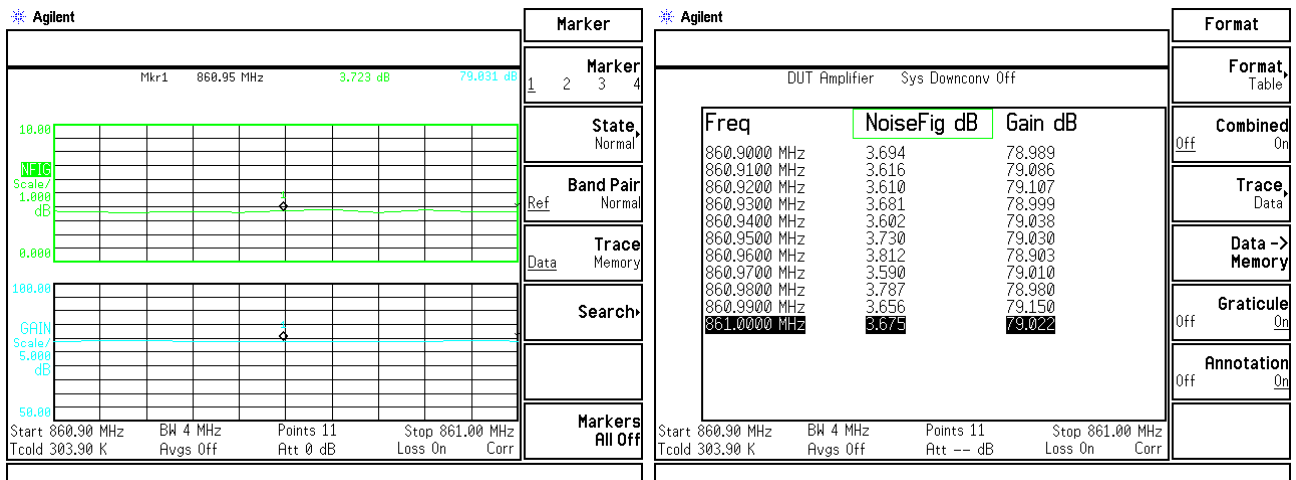 Agilent
Marker
Mkr1 860.95 MHz 3.723 dB 79.031 dB
Marker
1 2 3 4
10.00
NFIG
Scale/
1.000
dB
0.000
1
100.00
GAIN
Scale/
5.000
dB
50.00
1
State
Normal
Band Pair
Ref Normal
Trace
Data Memory
Search
Markers
All Off
Start 860.90 MHz BW 4 MHz Points 11 Stop 861.00 MHz
Tcold 303.90 K Avgs Off Att 0 dB Loss On Corr
Agilent
Format
DUT Amplifier Sys Downconv Off
Freq NoiseFig dB Gain dB
860.9000 MHz 3.694 78.989
860.9100 MHz 3.616 79.086
860.9200 MHz 3.610 79.107
860.9300 MHz 3.681 78.999
860.9400 MHz 3.602 79.038
860.9500 MHz 3.730 79.030
860.9600 MHz 3.812 78.903
860.9700 MHz 3.590 79.010
860.9800 MHz 3.787 78.980
860.9900 MHz 3.656 79.150
861.0000 MHz 3.675 79.022
Format
Table
Combined
Off On
Trace
Data
Data ->
Memory
Graticule
Off On
Annotation
Off On
Start 860.90 MHz BW 4 MHz Points 11 Stop 861.00 MHz
Tcold 303.90 K Avgs Off Att -- dB Loss On Corr